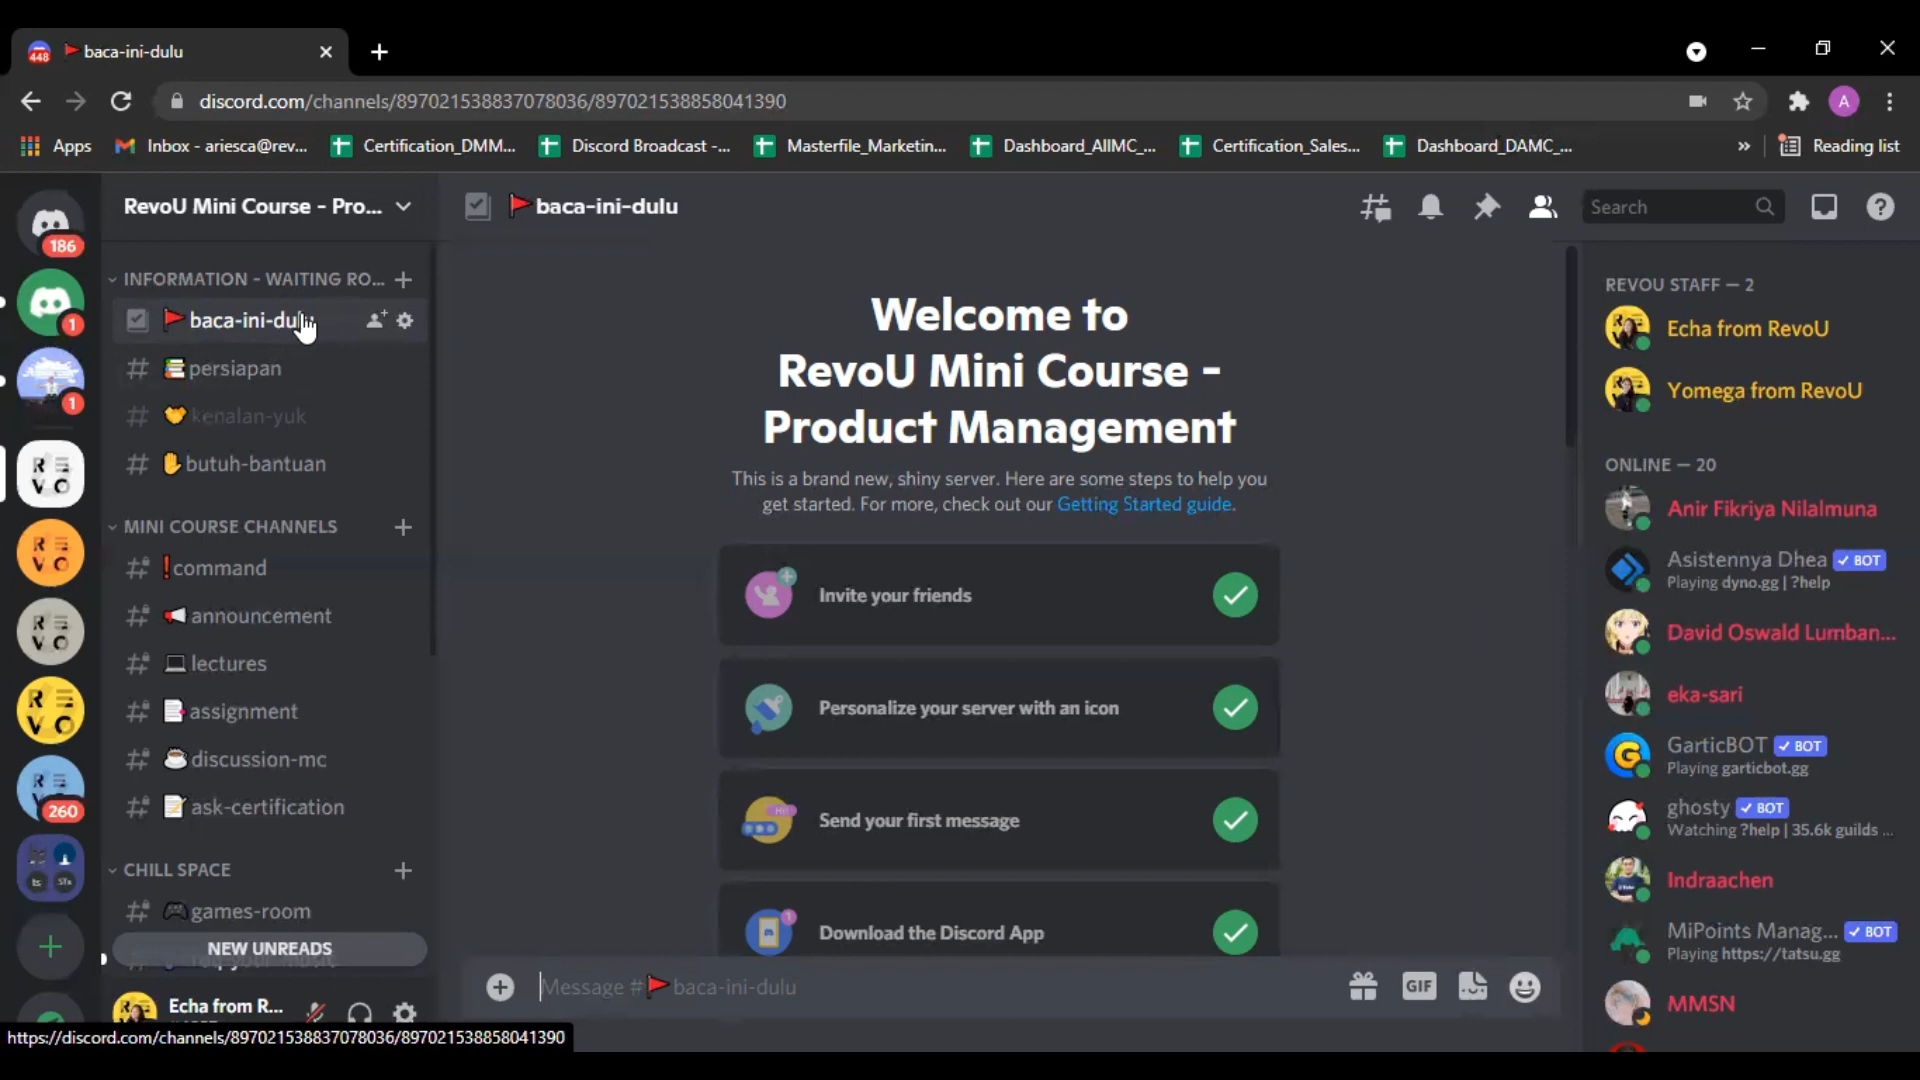 448 🚩baca-ini-dulu
discord.com/channels/897021538837078036/897021538858041390
A
Apps
Inbox - ariesca@rev...
Certification_DMM...
Discord Broadcast -...
Masterfile_Marketin...
Dashboard_AllMC_...
Certification_Sales...
Dashboard_DAMC_...
»
Reading list
186
1
1
260
RevoU Mini Course - Pro...
INFORMATION - WAITING RO...
🚩baca-ini-dulu
# 📚persiapan
# 🤝kenalan-yuk
# ✋butuh-bantuan
MINI COURSE CHANNELS
# ❗command
# 📢announcement
# 💻lectures
# 📑assignment
# ☕discussion-mc
# 📝ask-certification
CHILL SPACE
# 🎮games-room
NEW UNREADS
Echa from R...
https://discord.com/channels/897021538837078036/897021538858041390
🚩baca-ini-dulu
Search
Welcome to
RevoU Mini Course -
Product Management
This is a brand new, shiny server. Here are some steps to help you
get started. For more, check out our Getting Started guide.
Invite your friends
Personalize your server with an icon
Send your first message
Download the Discord App
Message #🚩baca-ini-dulu
GIF
REVOU STAFF — 2
Echa from RevoU
Yomega from RevoU
ONLINE — 20
Anir Fikriya Nilalmuna
Asistennya Dhea ✓ BOT
Playing dyno.gg | ?help
David Oswald Lumban...
eka-sari
GarticBOT ✓ BOT
Playing garticbot.gg
ghosty ✓ BOT
Watching ?help | 35.6k guilds ...
Indraachen
MiPoints Manag... ✓ BOT
Playing https://tatsu.gg
MMSN